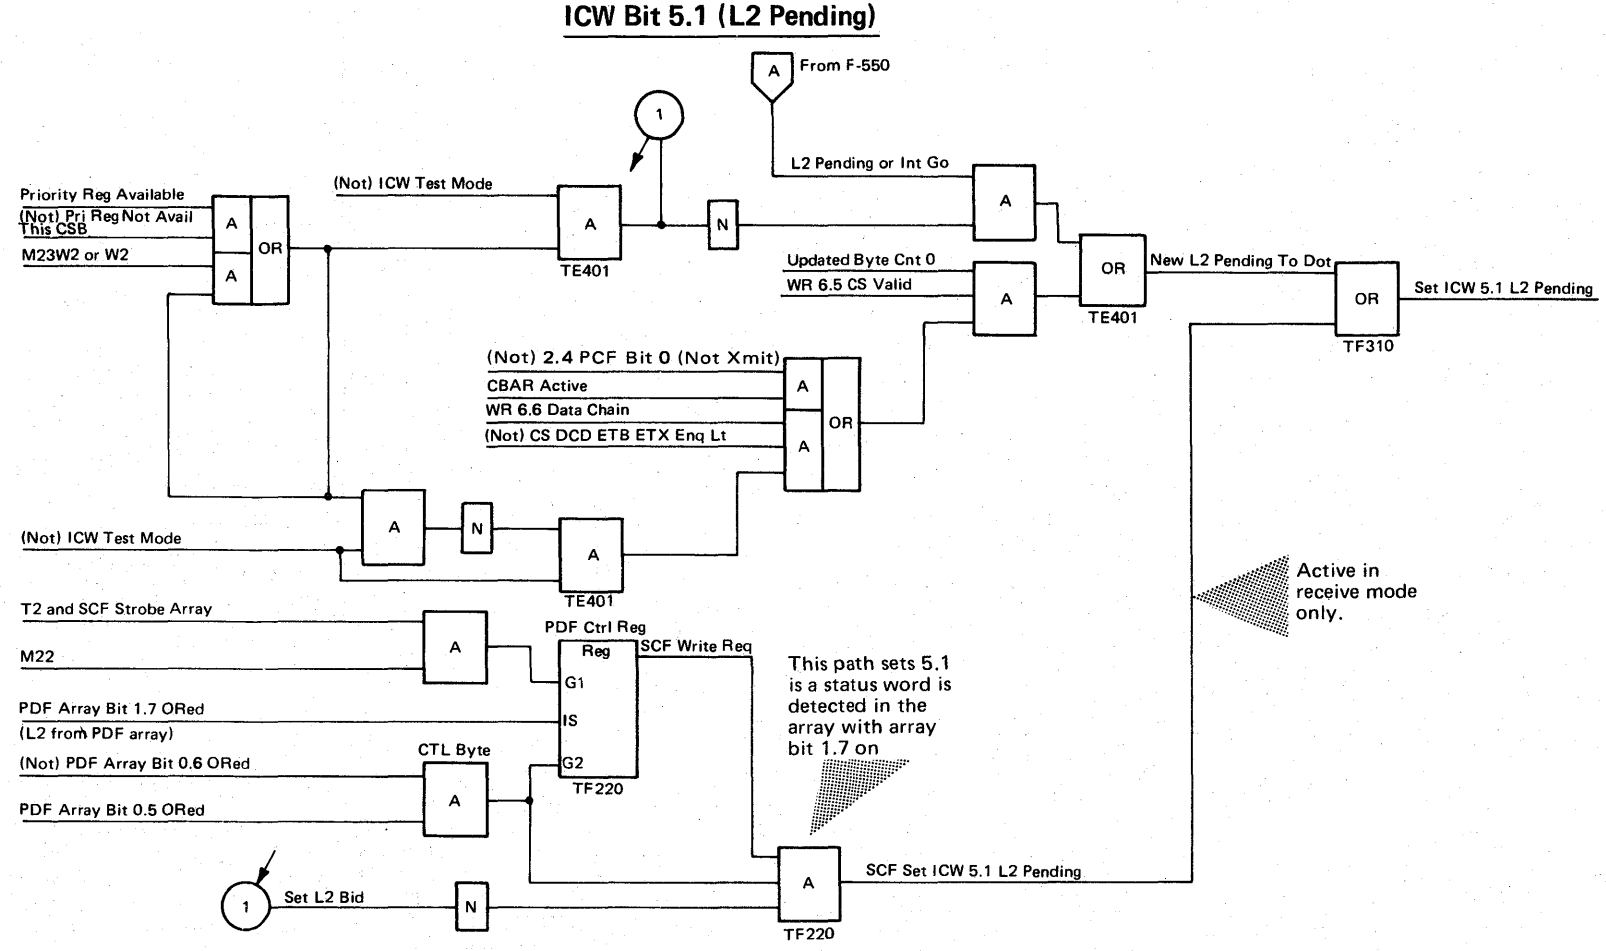 ICW Bit 5.1 (L2 Pending)
A
From F-550
1
L2 Pending or Int Go
(Not) ICW Test Mode
Priority Reg Available
(Not) Pri Reg Not Avail
This CSB
M23W2 or W2
A
A
OR
A
TE401
N
A
Updated Byte Cnt 0
WR 6.5 CS Valid
A
OR
TE401
New L2 Pending To Dot
OR
TF310
Set ICW 5.1 L2 Pending
(Not) 2.4 PCF Bit 0 (Not Xmit)
CBAR Active
WR 6.6 Data Chain
(Not) CS DCD ETB ETX Enq Lt
A
A
OR
(Not) ICW Test Mode
A
N
A
TE401
Active in
receive mode
only.
T2 and SCF Strobe Array
M22
A
PDF Ctrl Reg
Reg
G1
IS
G2
TF220
SCF Write Req
PDF Array Bit 1.7 ORed
(L2 from PDF array)
(Not) PDF Array Bit 0.6 ORed
PDF Array Bit 0.5 ORed
CTL Byte
A
This path sets 5.1
is a status word is
detected in the
array with array
bit 1.7 on
1
Set L2 Bid
N
A
TF220
SCF Set ICW 5.1 L2 Pending